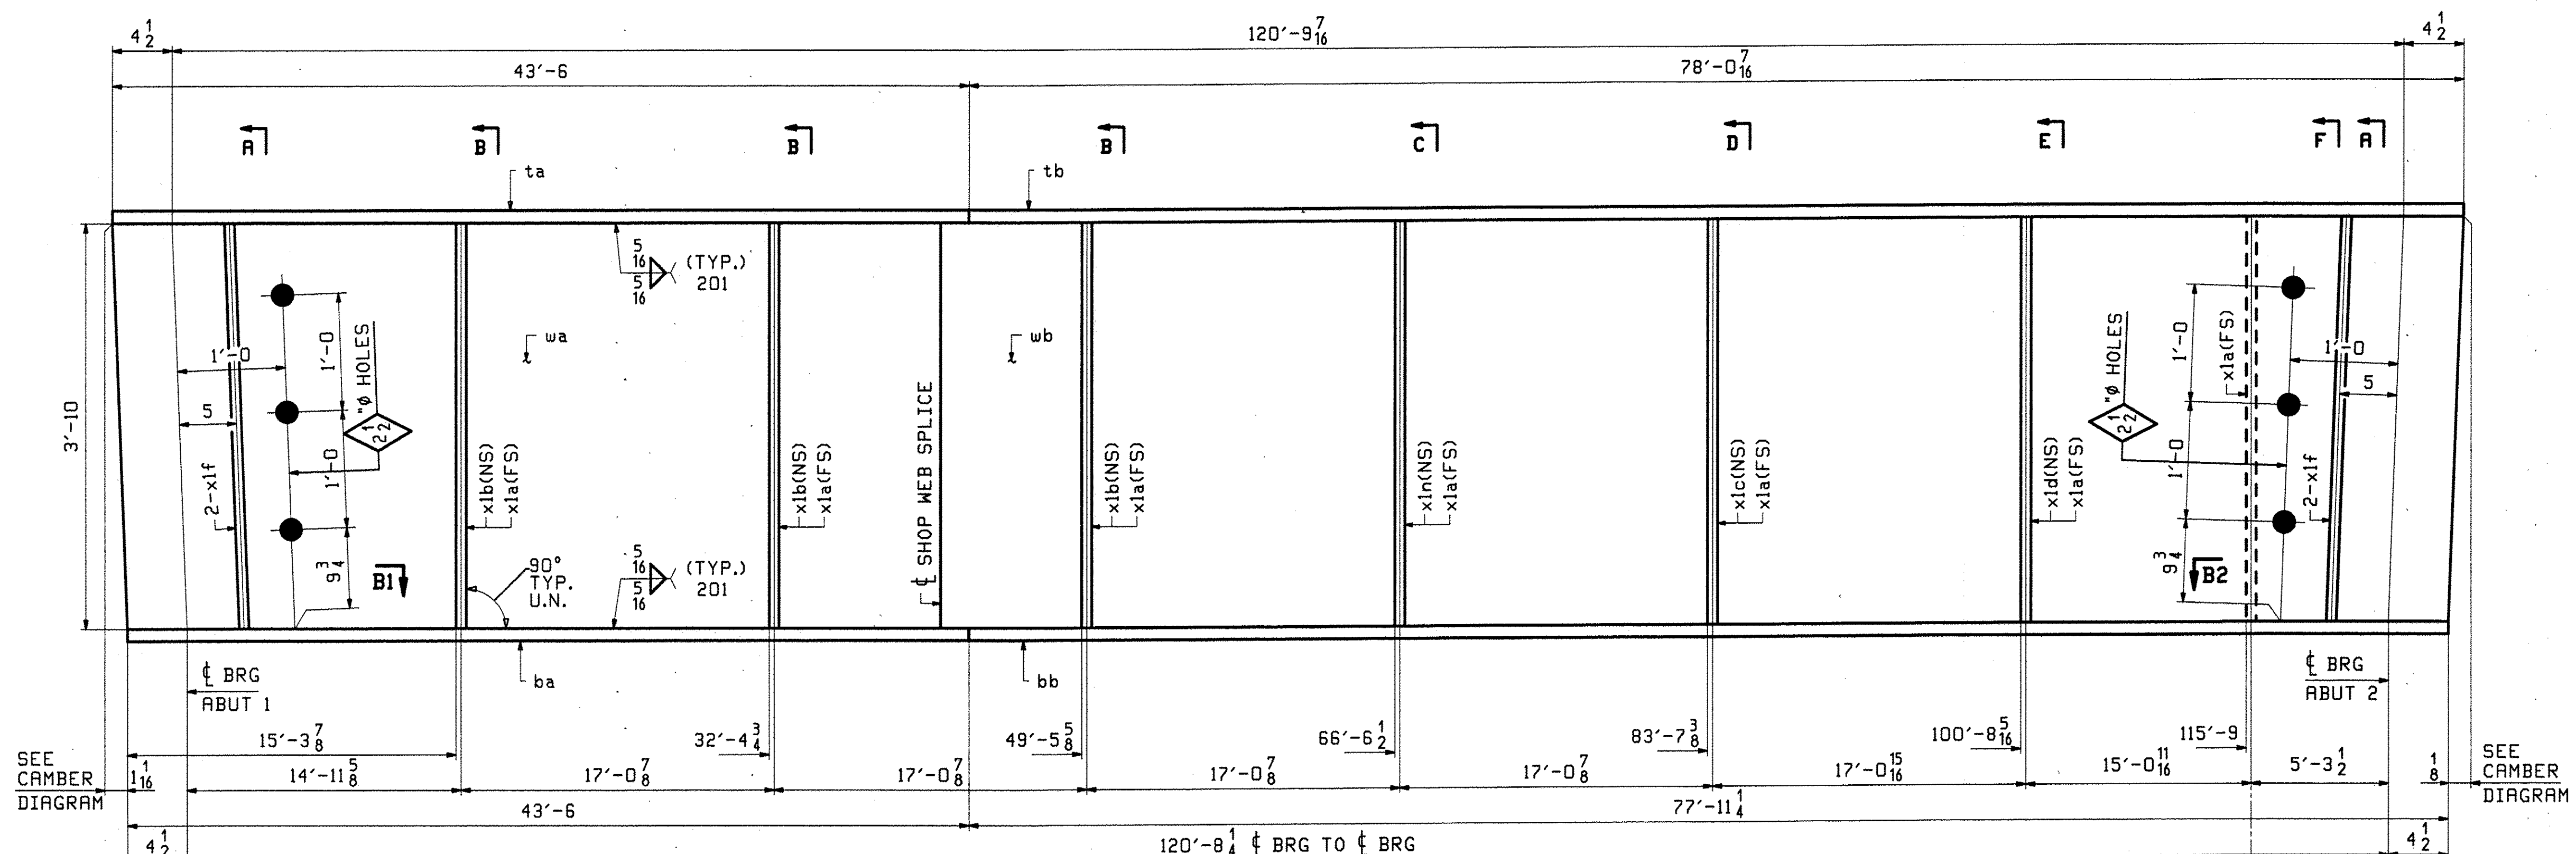 4 1/2
120'-9 7/16
4 1/2
43'-6
78'-0 7/16
A B B B C D E F A
ta
tb
5/16
5/16
(TYP.)
201
wa
wb
3'-10
1'-0
5
2-x1f
1'-0
1'-0
9 3/4
2 1/2 "Ø HOLES
B1
x1b(NS)
x1a(FS)
90°
TYP.
U.N.
5/16
5/16
(TYP.)
201
x1b(NS)
x1a(FS)
℄ SHOP WEB SPLICE
x1b(NS)
x1a(FS)
x1n(NS)
x1a(FS)
x1c(NS)
x1a(FS)
x1d(NS)
x1a(FS)
2 1/2 "Ø HOLES
1'-0
1'-0
9 3/4
B2
x1a(FS)
1'-0
5
2-x1f
℄ BRG
ABUT 1
ba
bb
℄ BRG
ABUT 2
15'-3 7/8
32'-4 3/4
49'-5 5/8
66'-6 1/2
83'-7 3/8
100'-8 5/16
115'-9
SEE
CAMBER
DIAGRAM
1 1/16
14'-11 5/8
17'-0 7/8
17'-0 7/8
17'-0 7/8
17'-0 7/8
17'-0 15/16
15'-0 11/16
5'-3 1/2
1/8
SEE
CAMBER
DIAGRAM
43'-6
77'-11 1/4
4 1/2
120'-8 1/4 ℄ BRG TO ℄ BRG
4 1/2